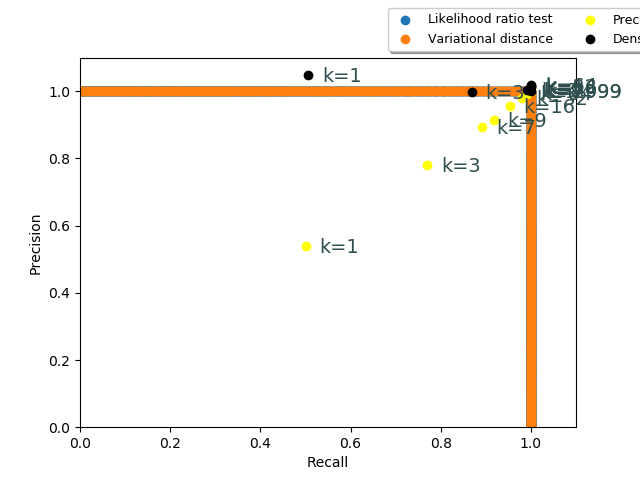 Likelihood ratio test
Variational distance
Prec
Dens
k=1
k=3
k=16
k=9
k=7
k=3
k=1
Precision
1.0
0.8
0.6
0.4
0.2
0.0
0.0
0.2
0.4
0.6
0.8
1.0
Recall